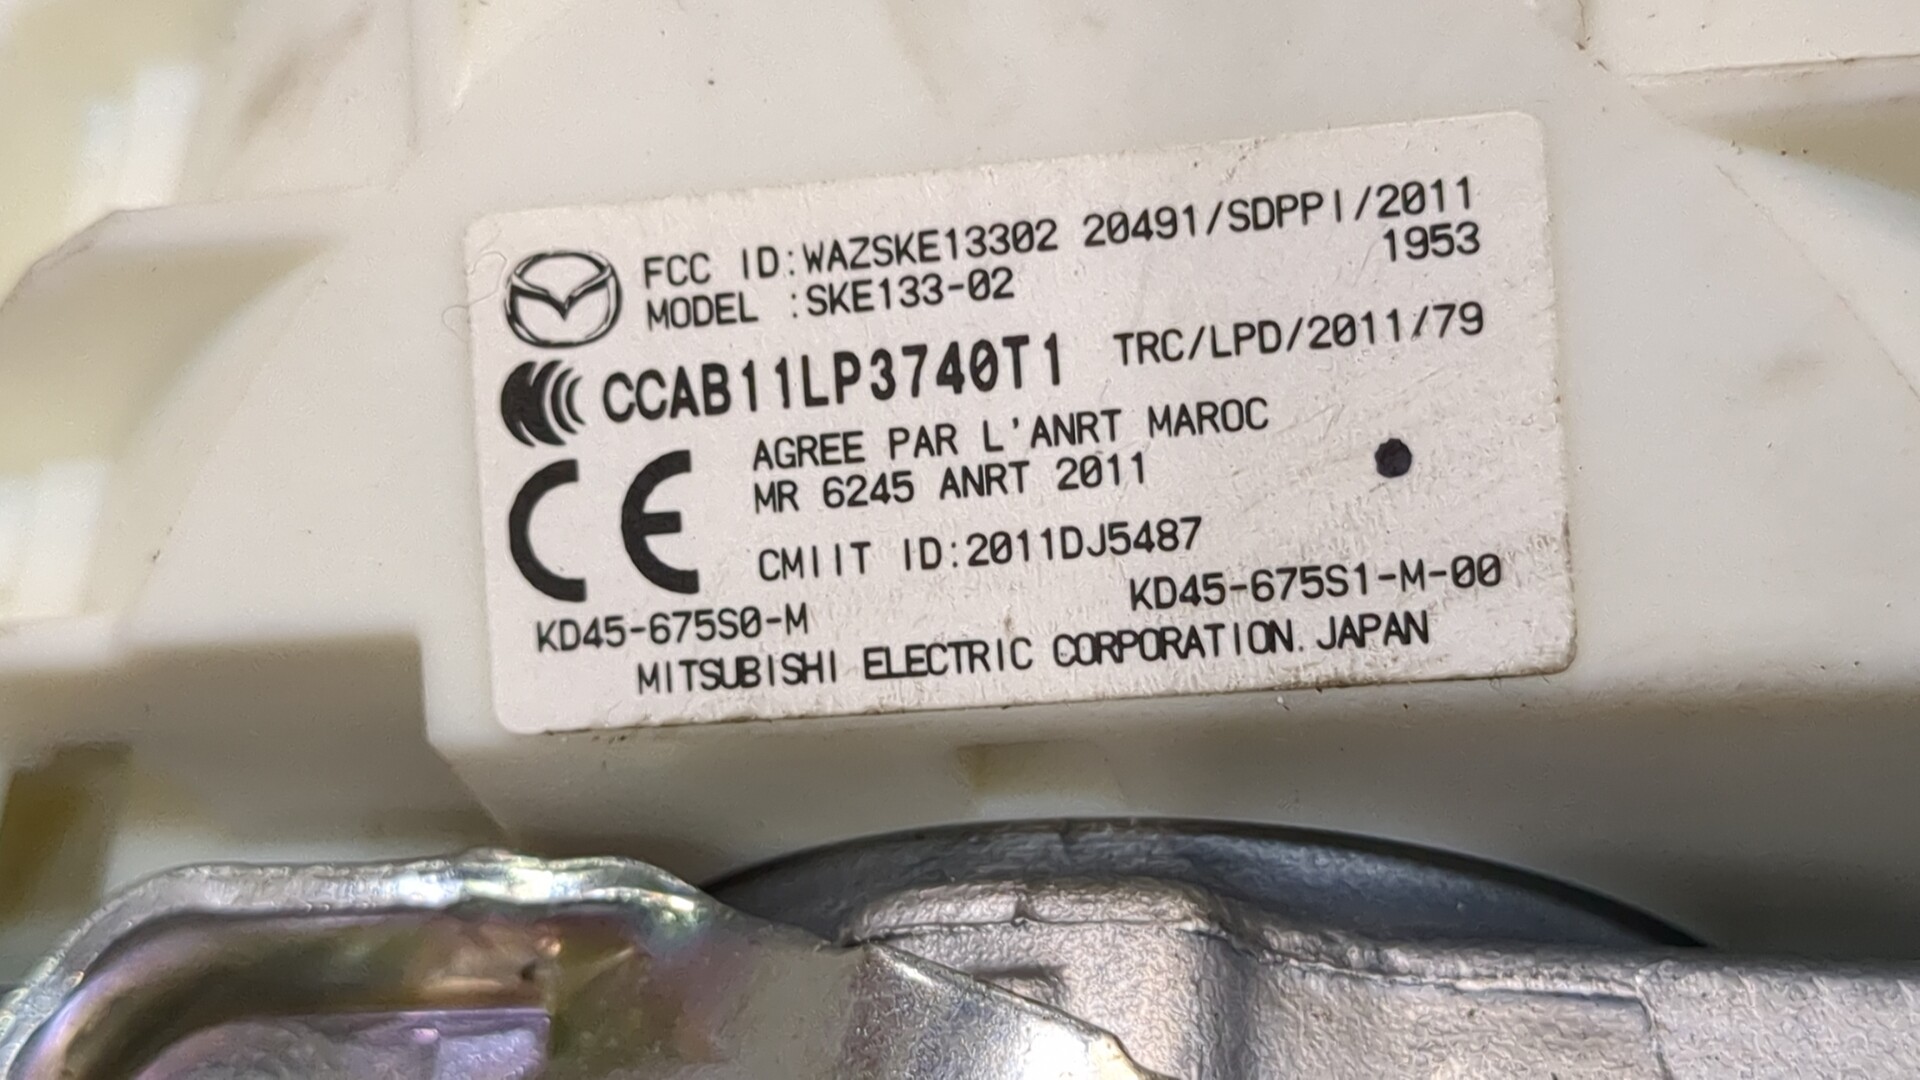 FCC ID:WAZSKE13302 20491/SDPPI/2011
MODEL :SKE133-02 1953
CCAB11LP3740T1 TRC/LPD/2011/79
AGREE PAR L'ANRT MAROC
MR 6245 ANRT 2011
CE
CMIIT ID:2011DJ5487
KD45-675S0-M KD45-675S1-M-00
MITSUBISHI ELECTRIC CORPORATION. JAPAN